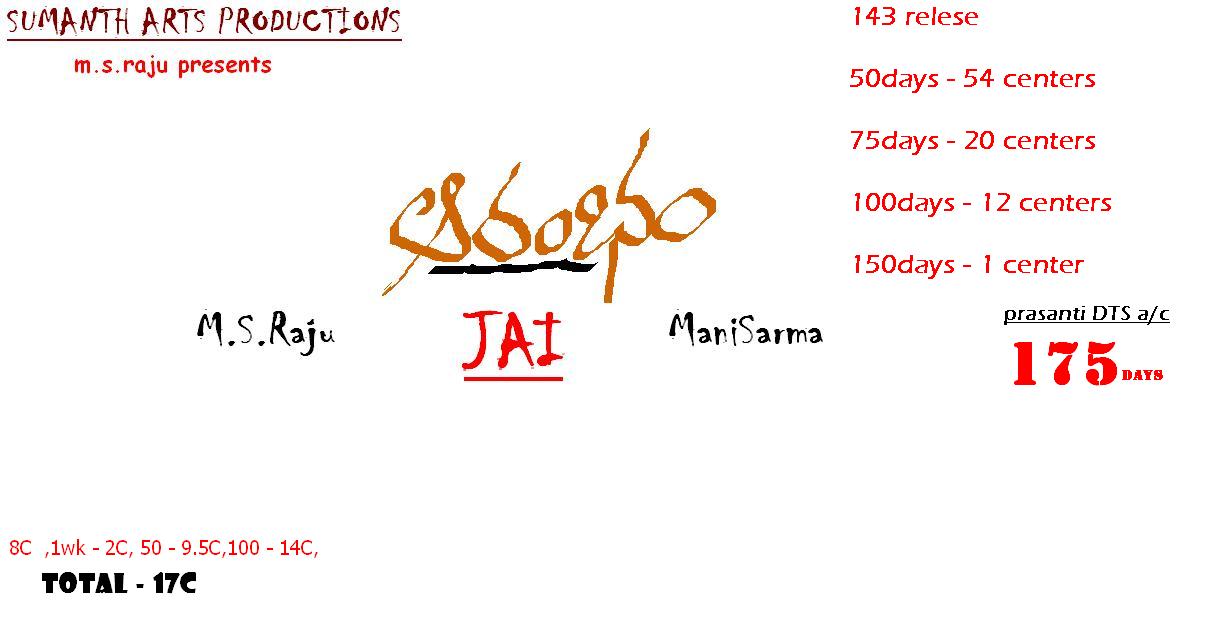 SUMANTH ARTS PRODUCTIONS
m.s.raju presents
143 relese
50days - 54 centers
75days - 20 centers
100days - 12 centers
150days - 1 center
ఆరంభం
M.S.Raju
JAI
ManiSarma
prasanti DTS a/c
175 DAYS
8C ,1wk - 2C, 50 - 9.5C,100 - 14C,
TOTAL - 17C